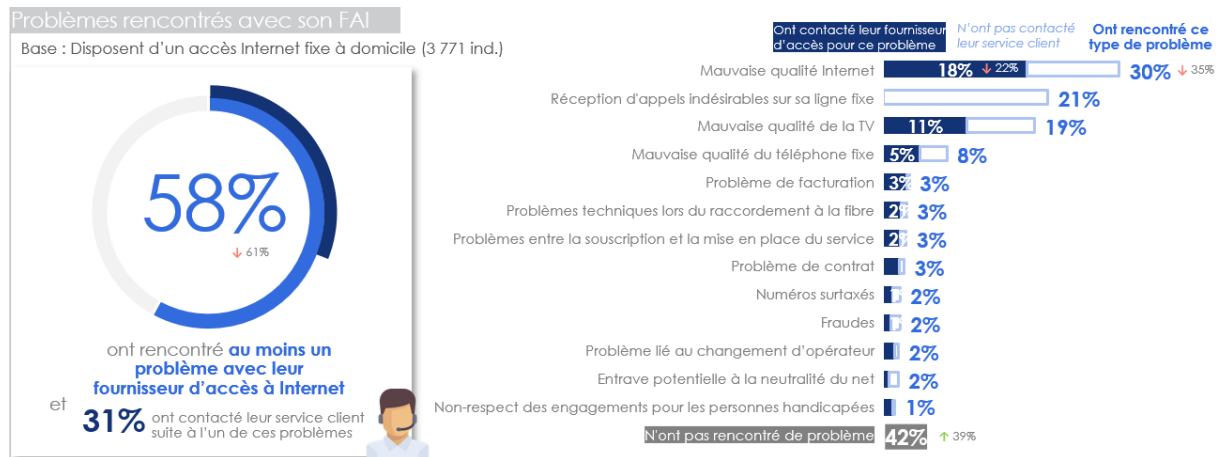 Problèmes rencontrés avec son FAI
Base : Disposent d'un accès Internet fixe à domicile (3 771 ind.)
58%
↓ 61%
ont rencontré au moins un
problème avec leur
fournisseur d'accès à Internet
et
31% ont contacté leur service client
suite à l'un de ces problèmes
Ont contacté leur fournisseur
d'accès pour ce problème
N'ont pas contacté
leur service client
Ont rencontré ce
type de problème
Mauvaise qualité Internet 18% ↓ 22% 30% ↓ 35%
Réception d'appels indésirables sur sa ligne fixe 21%
Mauvaise qualité de la TV 11% 19%
Mauvaise qualité du téléphone fixe 5% 8%
Problème de facturation 3% 3%
Problèmes techniques lors du raccordement à la fibre 2% 3%
Problèmes entre la souscription et la mise en place du service 2% 3%
Problème de contrat 3%
Numéros surtaxés 2%
Fraudes 2%
Problème lié au changement d'opérateur 2%
Entrave potentielle à la neutralité du net 2%
Non-respect des engagements pour les personnes handicapées 1%
N'ont pas rencontré de problème 42% ↑ 39%